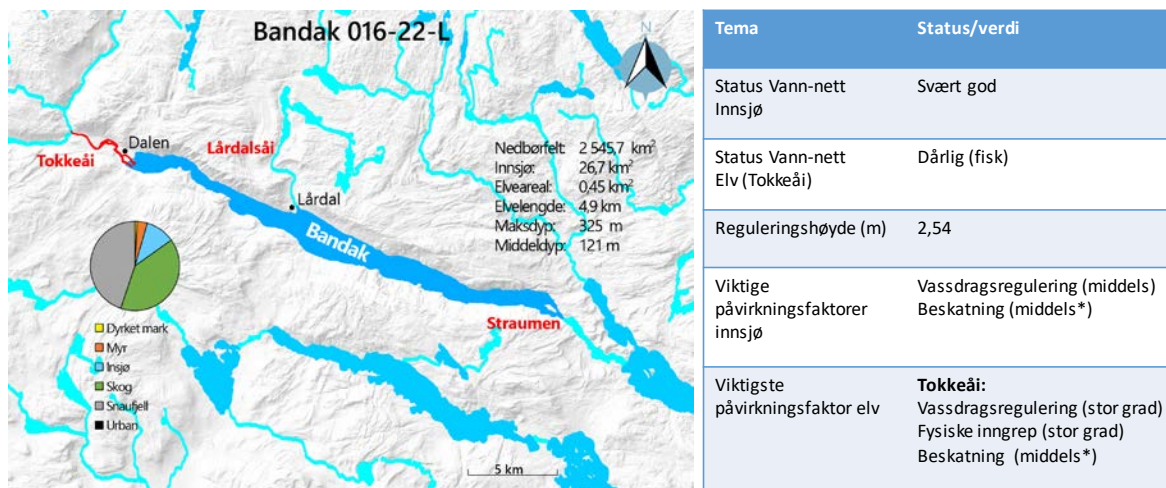 Bandak 016-22-L
N
Dalen
Tokkeåi
Lårdalsåi
Lårdal
Bandak
Straumen
Nedbørfelt: 2 545,7 km²
Innsjø: 26,7 km²
Elveareal: 0,45 km²
Elvelengde: 4,9 km
Maksdyp: 325 m
Middeldyp: 121 m
Dyrket mark
Myr
Insjø
Skog
Snaufjell
Urban
5 km
Tema Status/verdi
Status Vann-nett Svært god
Innsjø
Status Vann-nett Dårlig (fisk)
Elv (Tokkeåi)
Reguleringshøyde (m) 2,54
Viktige Vassdragsregulering (middels)
påvirkningsfaktorer Beskatning (middels*)
innsjø
Viktigste Tokkeåi:
påvirkningsfaktor elv Vassdragsregulering (stor grad)
Fysiske inngrep (stor grad)
Beskatning (middels*)